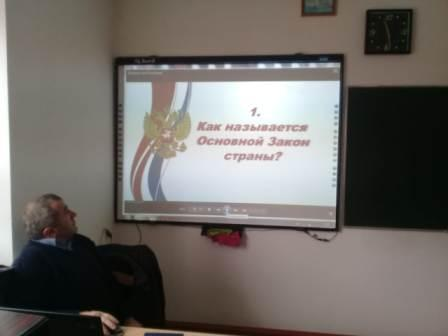 1.
Как называется
Основной Закон
страны?